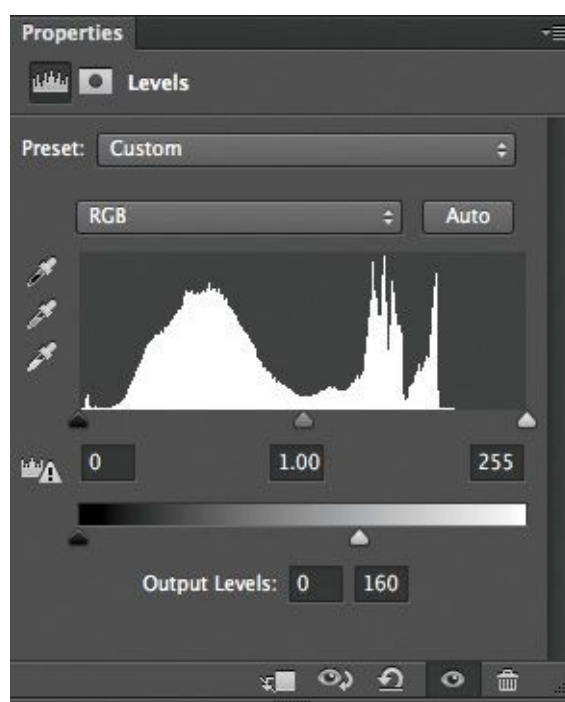 Properties
Levels
Preset: Custom
RGB Auto
0 1.00 255
Output Levels: 0 160